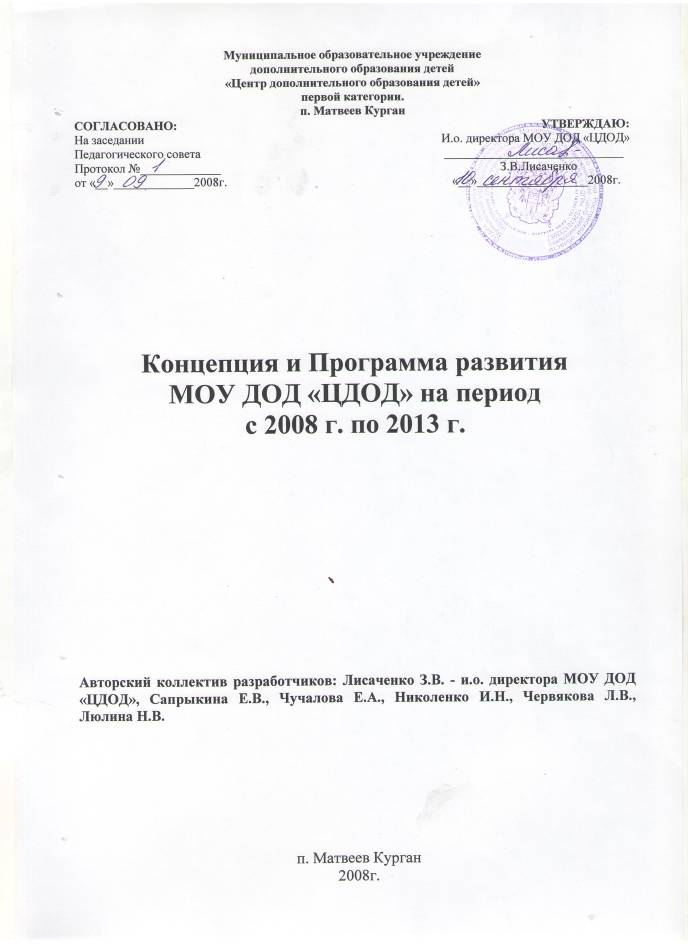 Муниципальное образовательное учреждение
дополнительного образования детей
«Центр дополнительного образования детей»
первой категории.
п. Матвеев Курган
СОГЛАСОВАНО:
На заседании
Педагогического совета
Протокол № 1
от «9» 09 2008г.
УТВЕРЖДАЮ:
И.о. директора МОУ ДОД «ЦДОД»
З.В.Лисаченко
«10» сентября 2008г.
Концепция и Программа развития
МОУ ДОД «ЦДОД» на период
с 2008 г. по 2013 г.
Авторский коллектив разработчиков: Лисаченко З.В. - и.о. директора МОУ ДОД
«ЦДОД», Сапрыкина Е.В., Чучалова Е.А., Николенко И.Н., Червякова Л.В.,
Люлина Н.В.
п. Матвеев Курган
2008г.